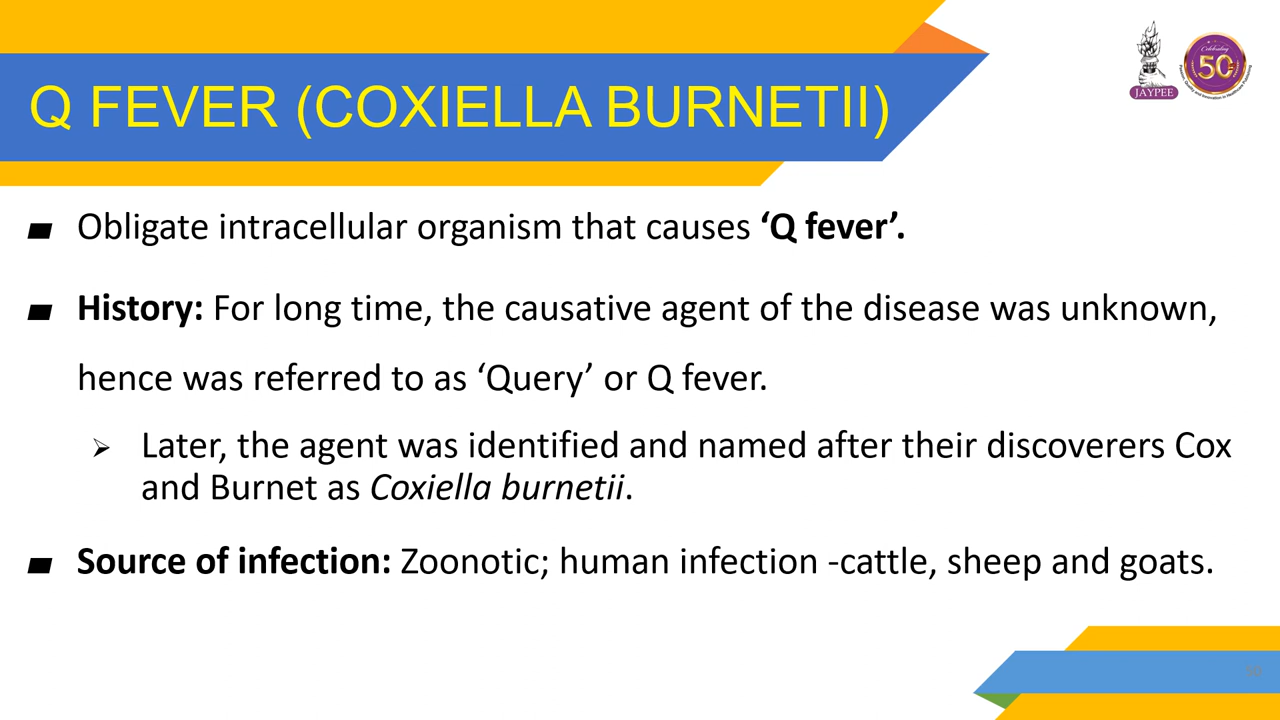 Q FEVER (COXIELLA BURNETII)
JAYPEE
Celebrating
50
Obligate intracellular organism that causes ‘Q fever’.
History: For long time, the causative agent of the disease was unknown,
hence was referred to as ‘Query’ or Q fever.
Later, the agent was identified and named after their discoverers Cox
and Burnet as Coxiella burnetii.
Source of infection: Zoonotic; human infection -cattle, sheep and goats.